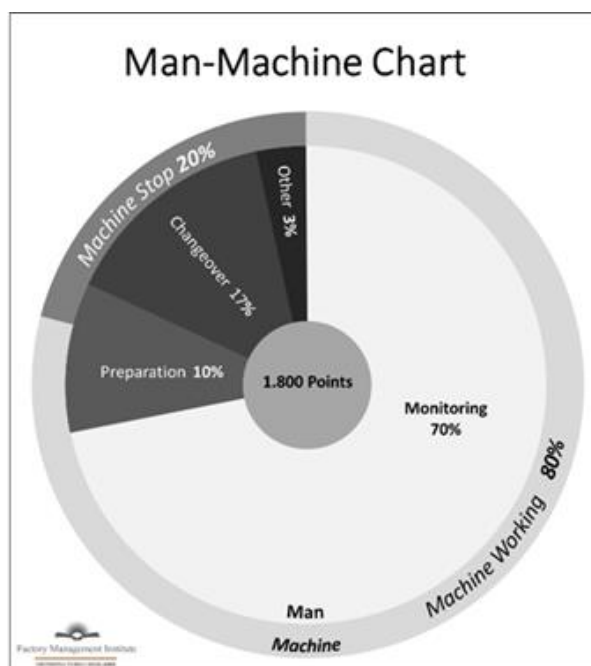 Man-Machine Chart
Machine Stop 20%
Other 3%
Changeover 17%
Preparation 10%
1.800 Points
Monitoring
70%
Machine Working 80%
Man
Machine
Factory Management Institute